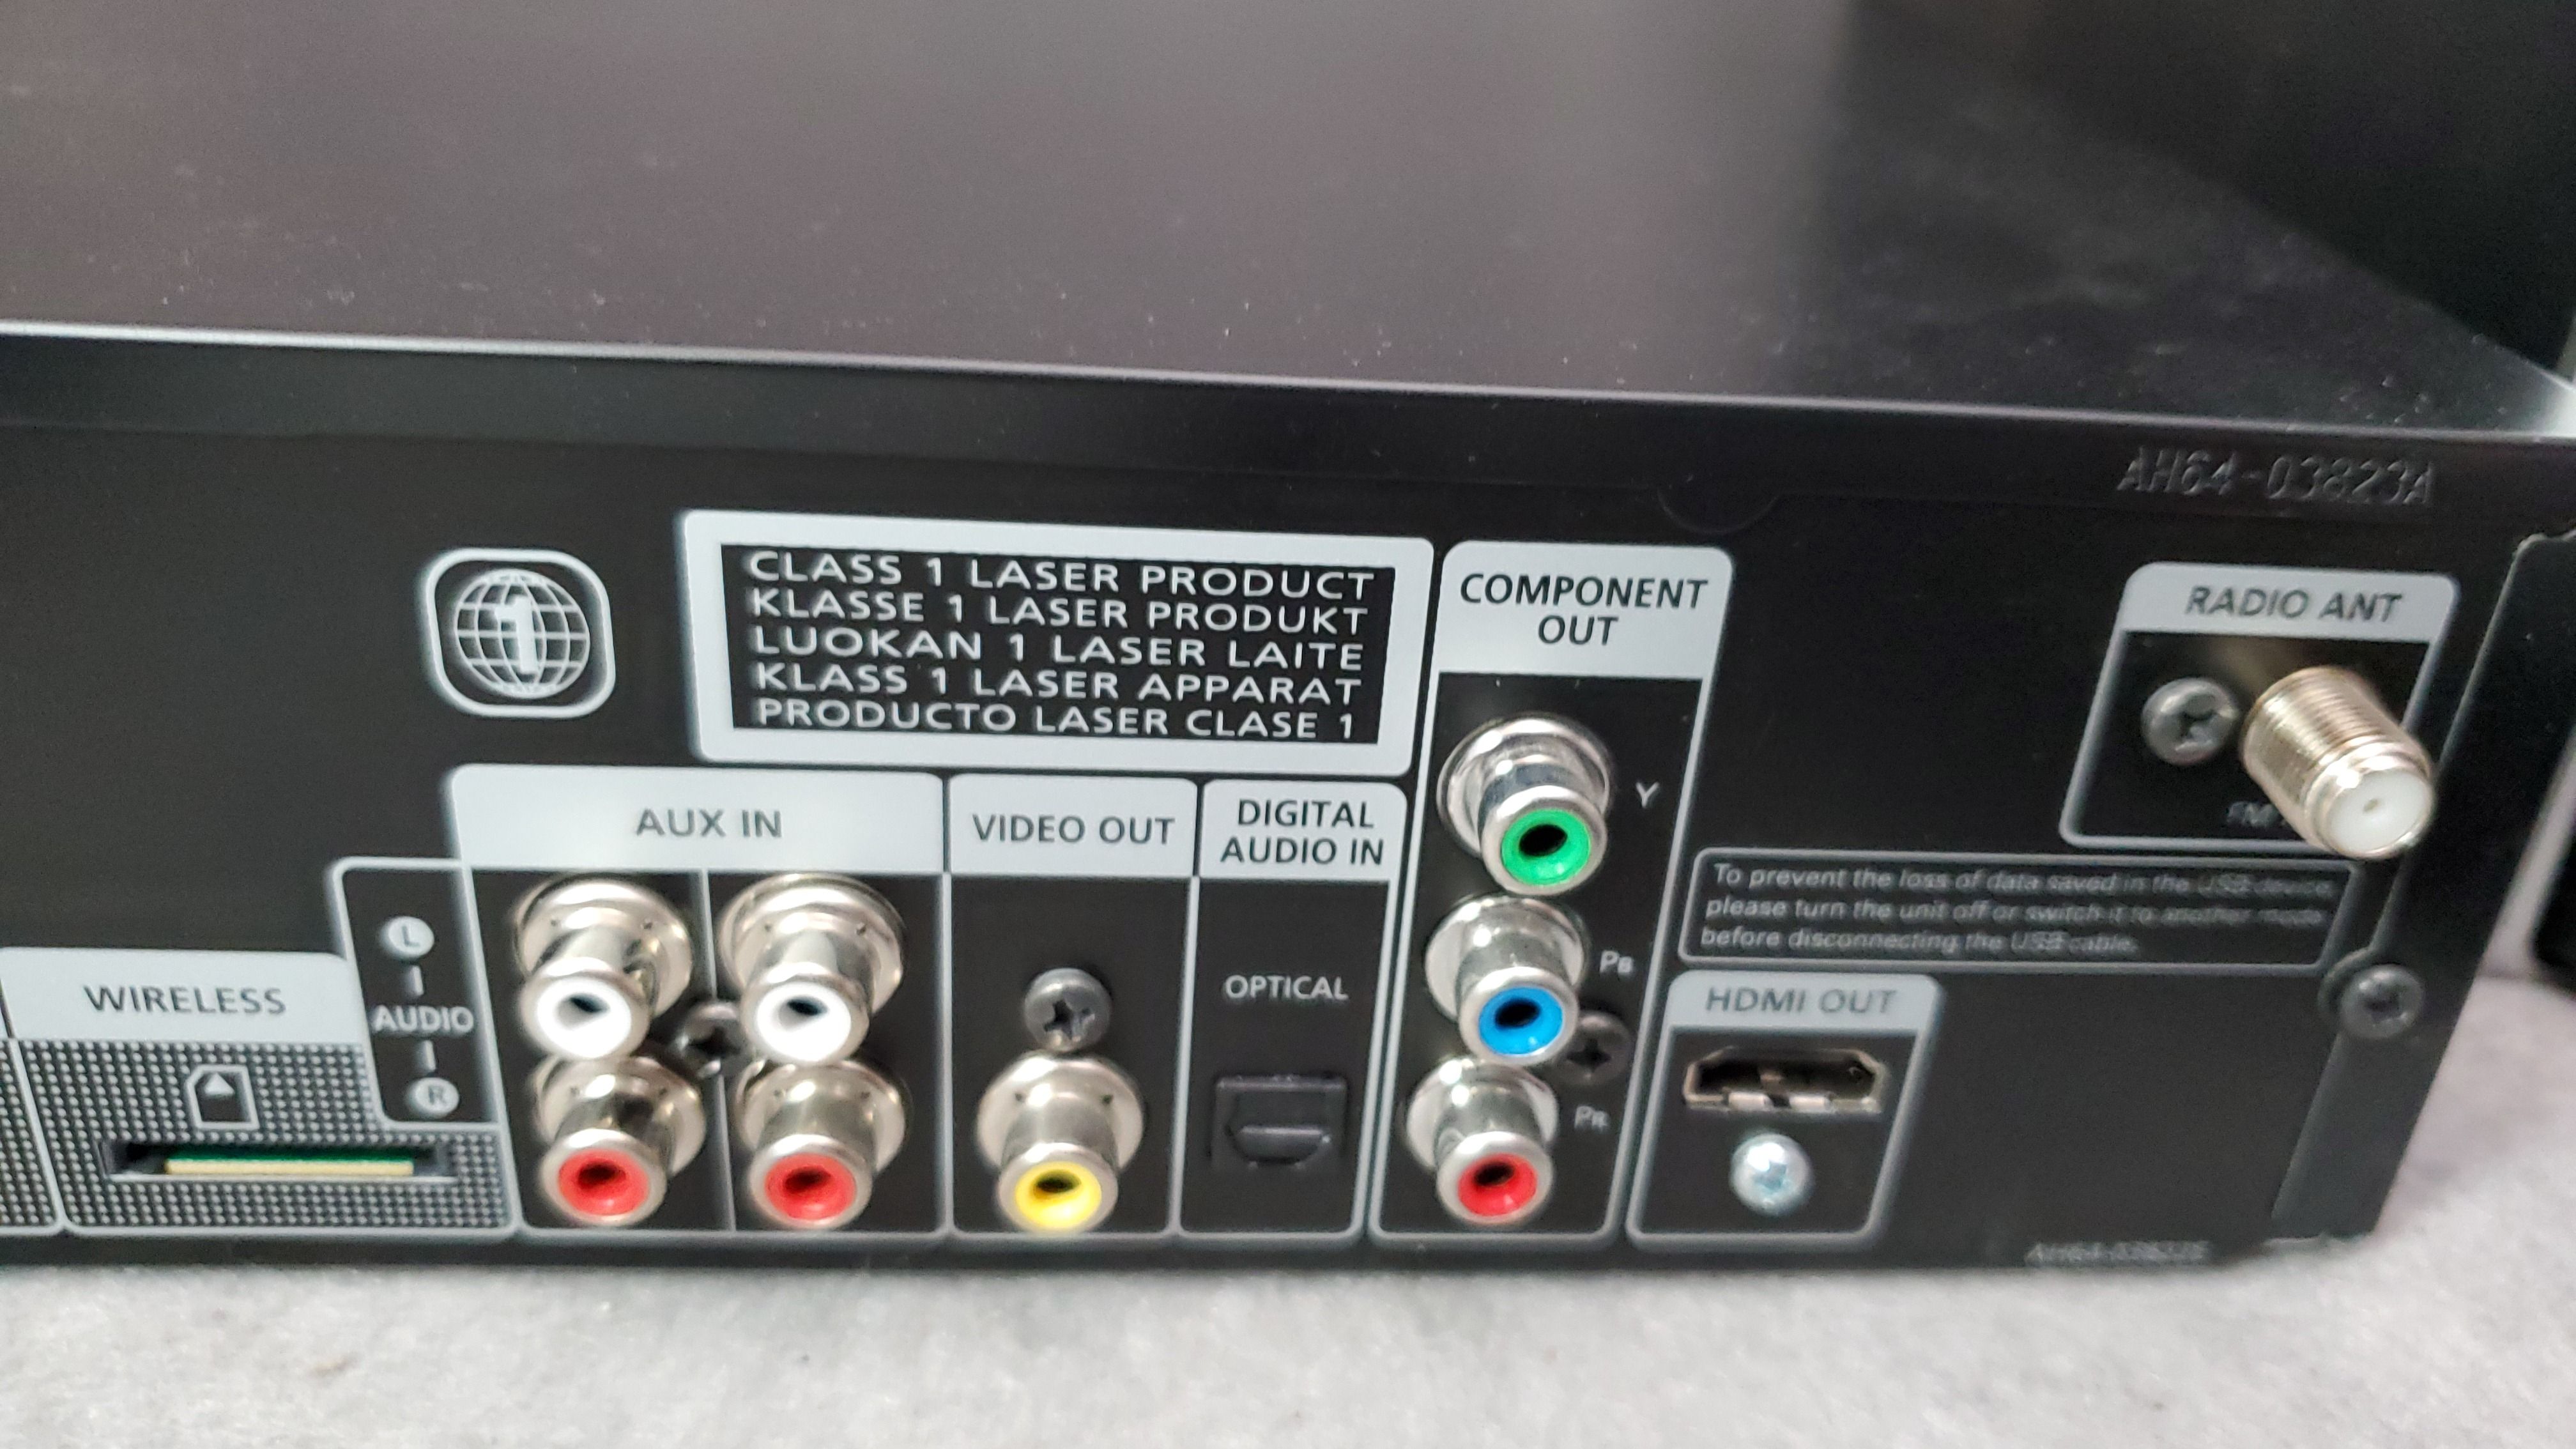 AH64-03823A
1
CLASS 1 LASER PRODUCT
KLASSE 1 LASER PRODUKT
LUOKAN 1 LASER LAITE
KLASS 1 LASER APPARAT
PRODUCTO LASER CLASE 1
COMPONENT
OUT
RADIO ANT
FM
AUX IN
VIDEO OUT
DIGITAL
AUDIO IN
Y
To prevent the loss of data saved in the USB device,
please turn the unit off or switch it to another mode
before disconnecting the USB cable.
L
AUDIO
R
WIRELESS
OPTICAL
PB
PR
HDMI OUT